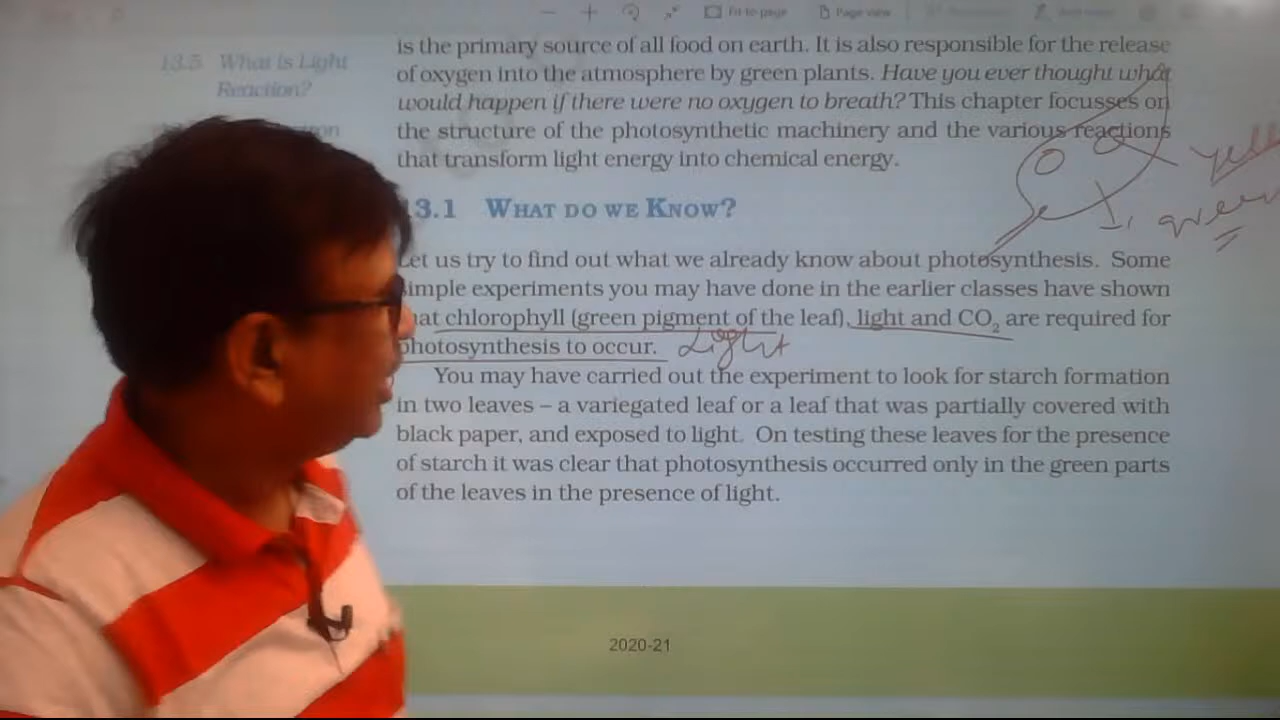 Fit to page
Page view
13.5 What is Light
Reaction?
is the primary source of all food on earth. It is also responsible for the release
of oxygen into the atmosphere by green plants. Have you ever thought what
would happen if there were no oxygen to breath? This chapter focusses on
the structure of the photosynthetic machinery and the various reactions
that transform light energy into chemical energy.
green
3.1 WHAT DO WE KNOW?
et us try to find out what we already know about photosynthesis. Some
imple experiments you may have done in the earlier classes have shown
hat chlorophyll (green pigment of the leaf), light and CO₂ are required for
photosynthesis to occur. Light
You may have carried out the experiment to look for starch formation
in two leaves – a variegated leaf or a leaf that was partially covered with
black paper, and exposed to light. On testing these leaves for the presence
of starch it was clear that photosynthesis occurred only in the green parts
of the leaves in the presence of light.
2020-21